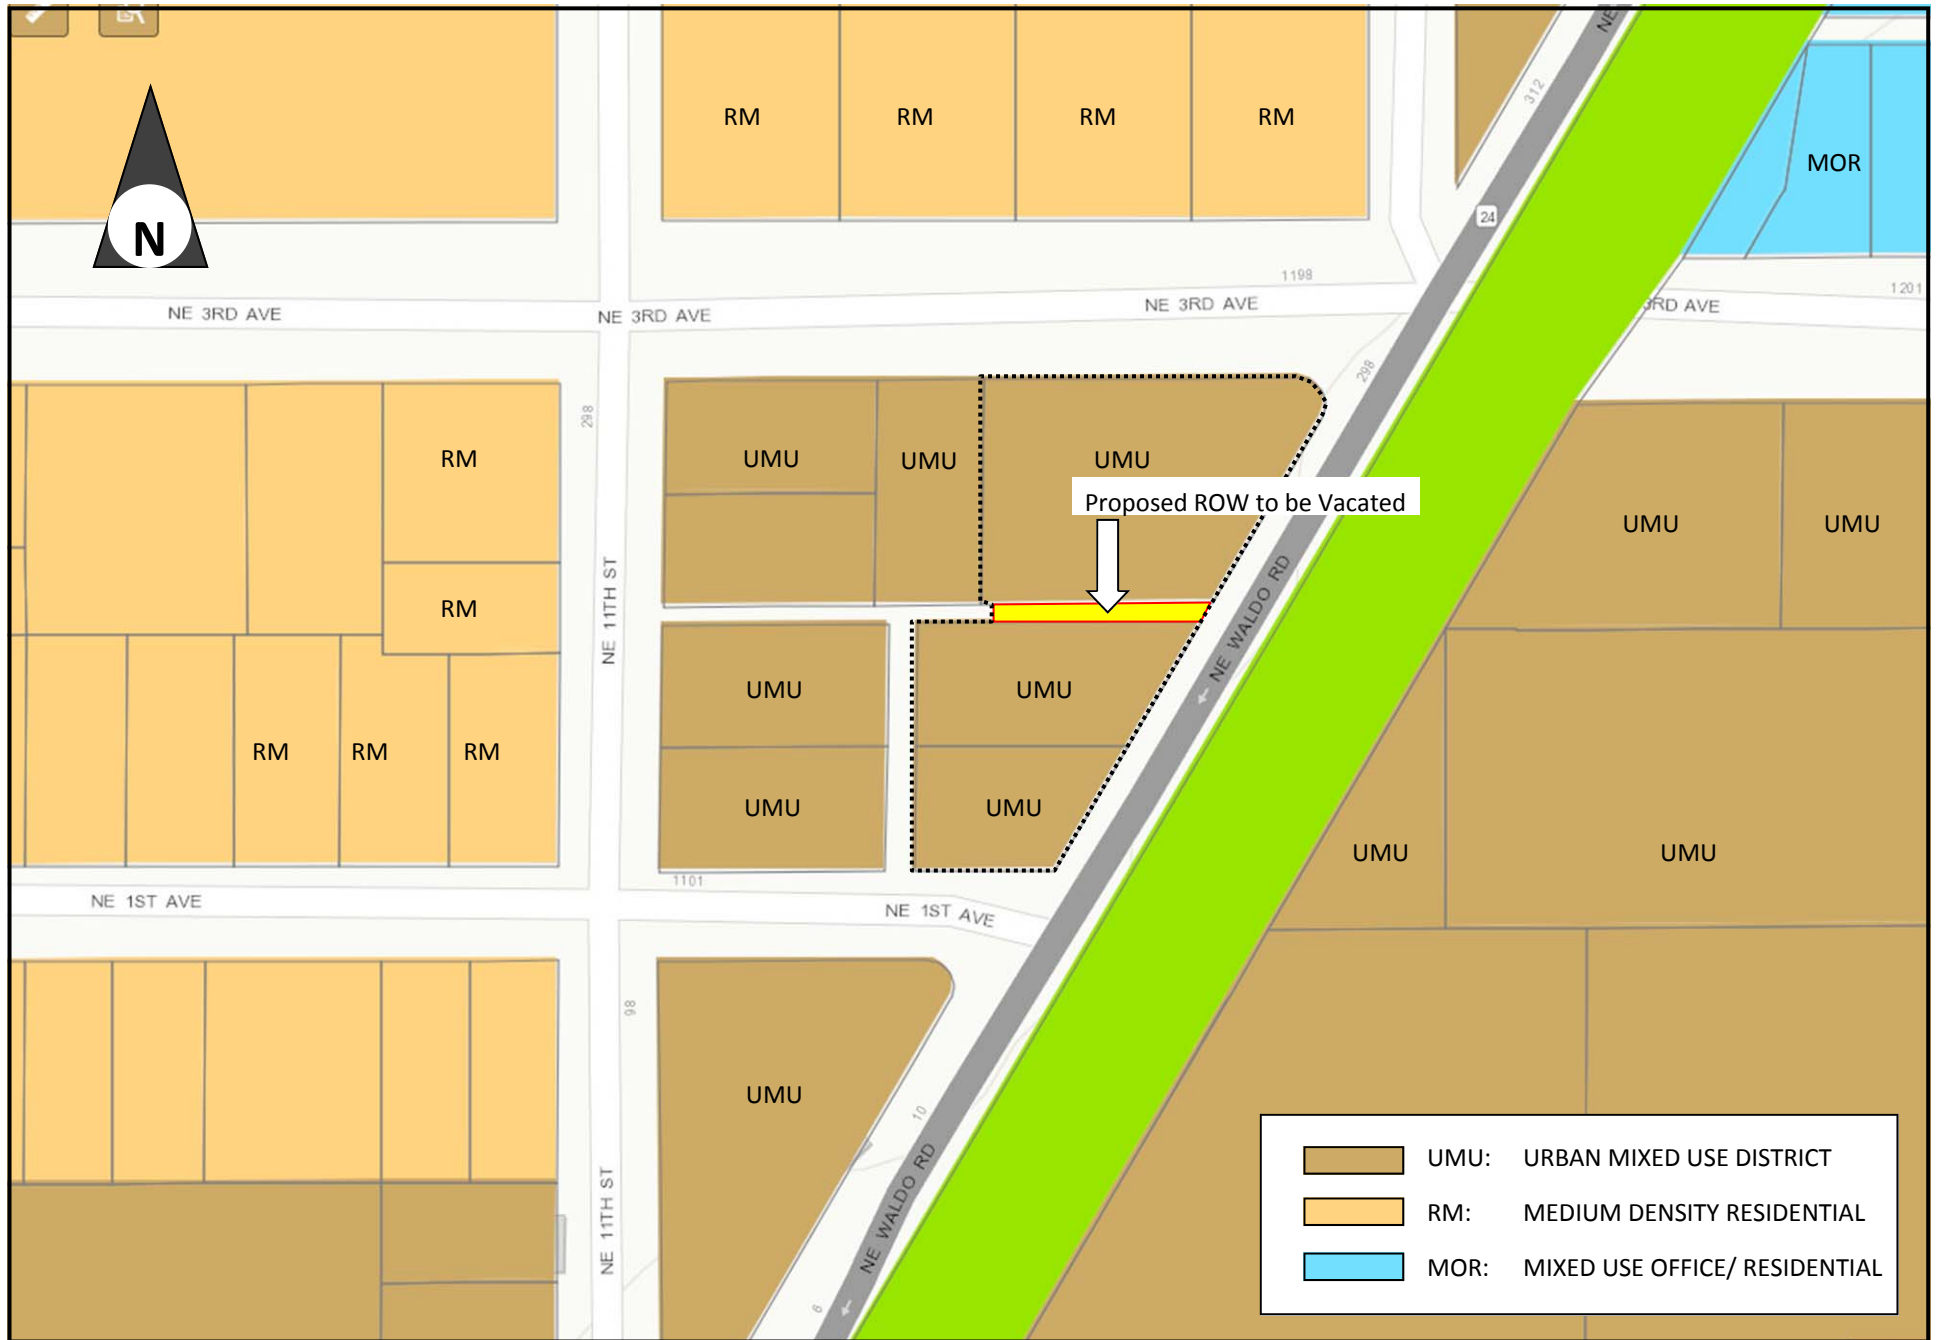 NE
312
RM RM RM RM
MOR
N
24
1198
1201
NE 3RD AVE
NE 3RD AVE
NE 3RD AVE
3RD AVE
298
298
RM
UMU
UMU
UMU
Proposed ROW to be Vacated
UMU
UMU
NE 11TH ST
RM
NE WALDO RD
UMU
UMU
RM
RM
RM
UMU
UMU
UMU
UMU
1101
NE 1ST AVE
NE 1ST AVE
98
UMU
10
NE WALDO RD
NE 11TH ST
6
UMU: URBAN MIXED USE DISTRICT
RM: MEDIUM DENSITY RESIDENTIAL
MOR: MIXED USE OFFICE/ RESIDENTIAL